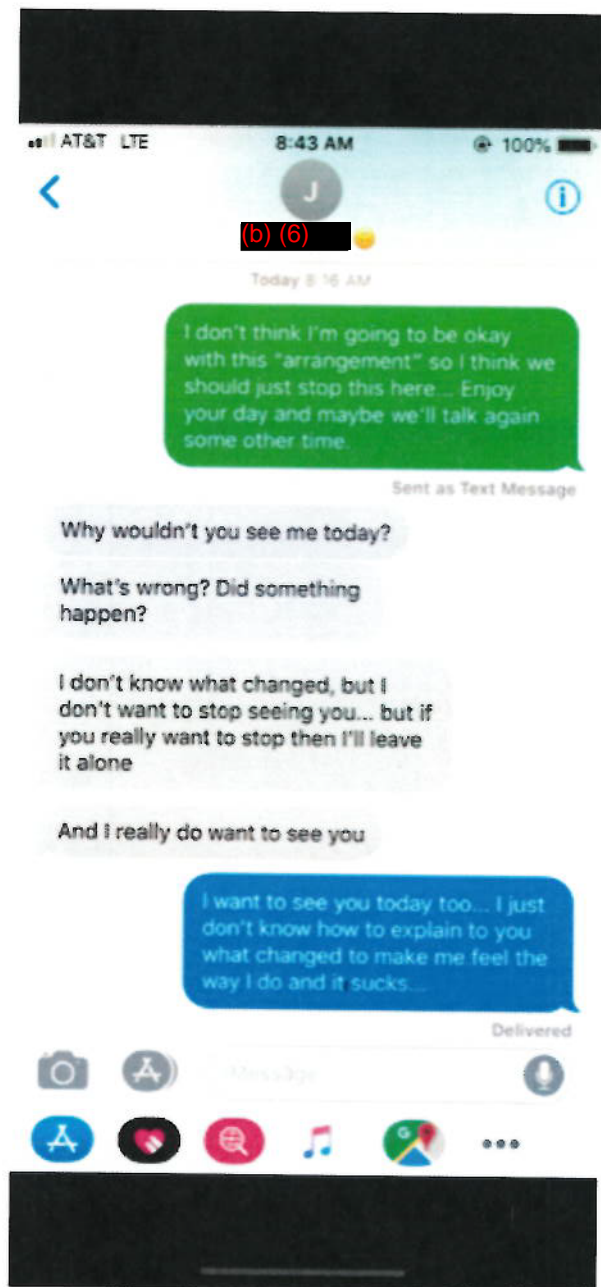 AT&T LTE 8:43 AM 100%
J
(b) (6)
Today 8:16 AM
I don't think I'm going to be okay
with this "arrangement" so I think we
should just stop this here... Enjoy
your day and maybe we'll talk again
some other time.
Sent as Text Message
Why wouldn't you see me today?
What's wrong? Did something
happen?
I don't know what changed, but I
don't want to stop seeing you... but if
you really want to stop then I'll leave
it alone
And I really do want to see you
I want to see you today too... I just
don't know how to explain to you
what changed to make me feel the
way I do and it sucks...
Delivered
Message
G